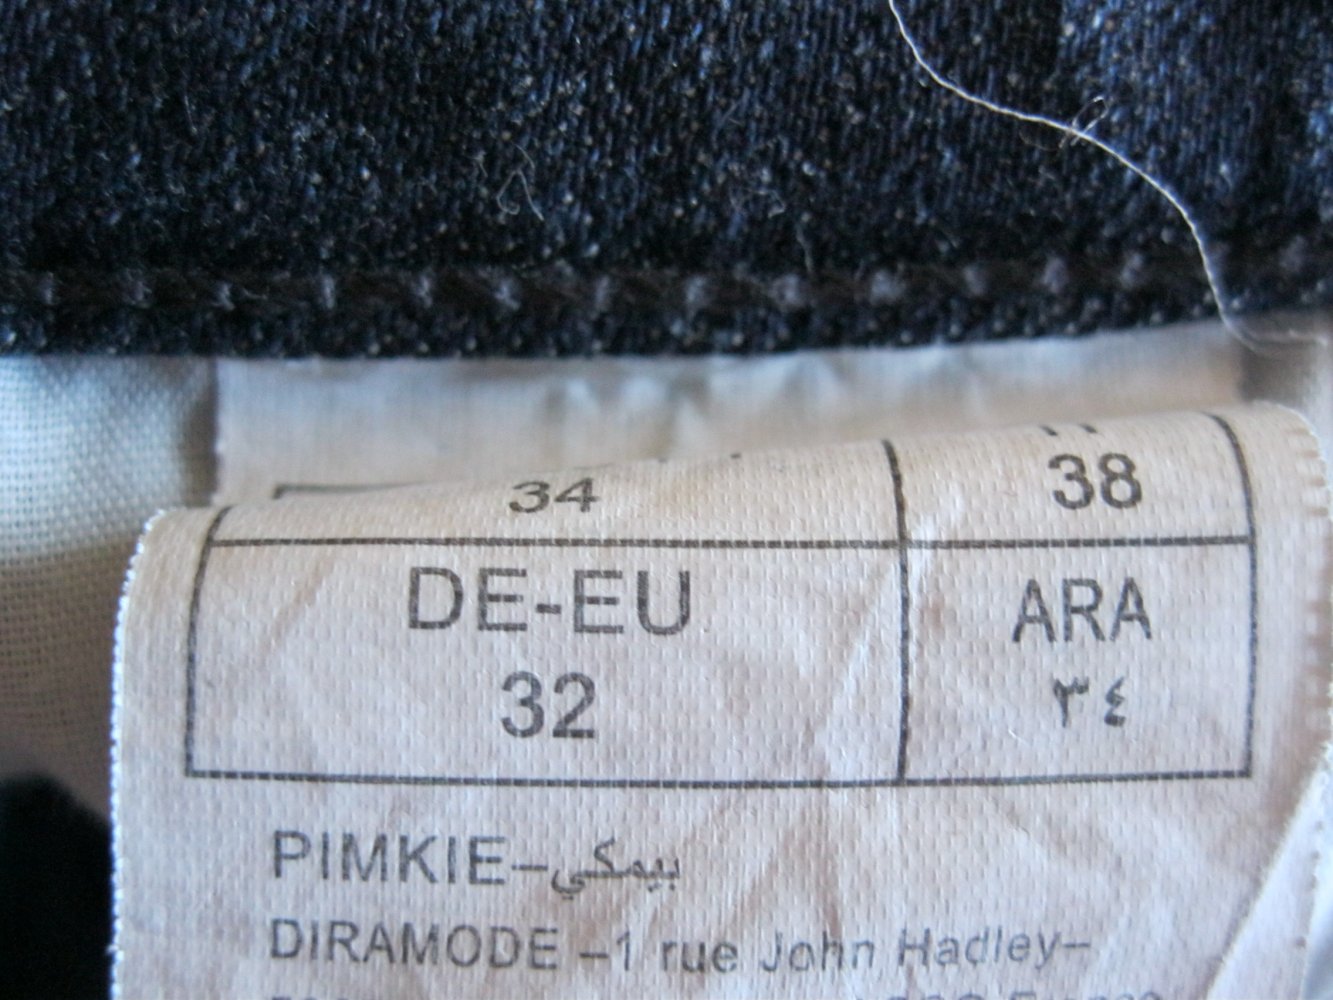 34
38
DE-EU
32
ARA
٣٤
PIMKIE-بيمكي
DIRAMODE -1 rue John Hadley-